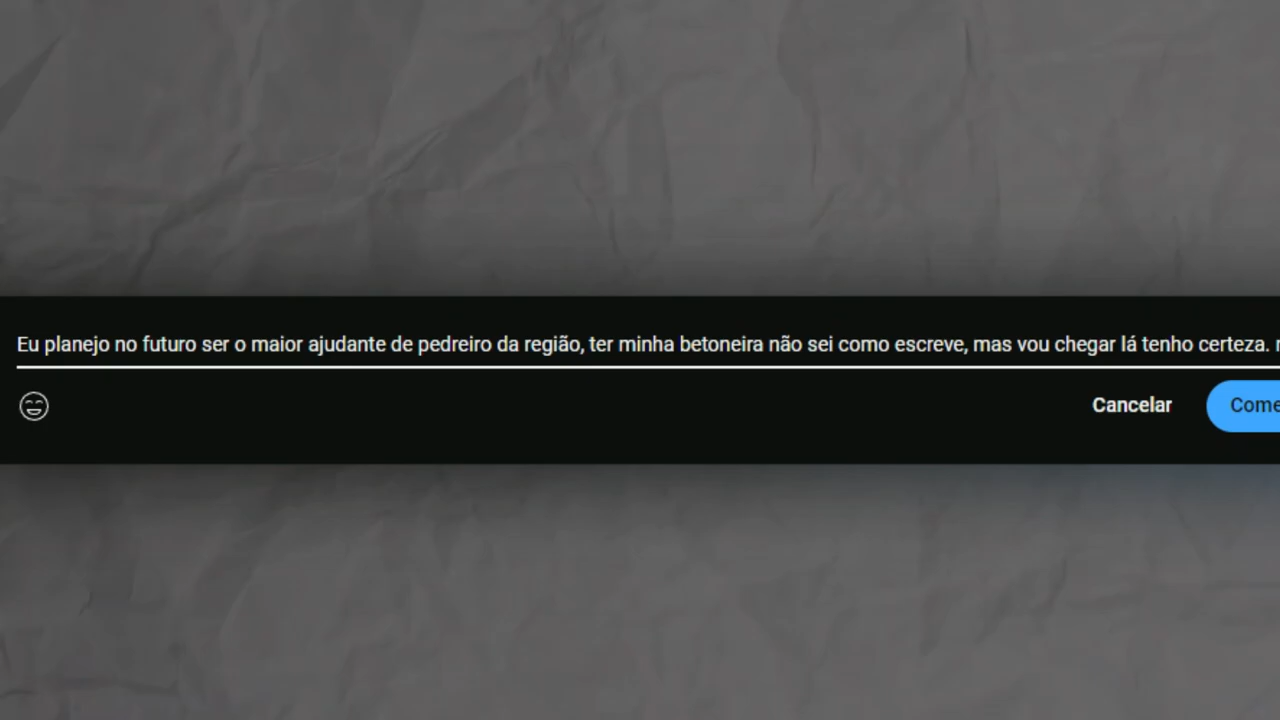 Eu planejo no futuro ser o maior ajudante de pedreiro da região, ter minha betoneira não sei como escreve, mas vou chegar lá tenho certeza.
Cancelar
Come